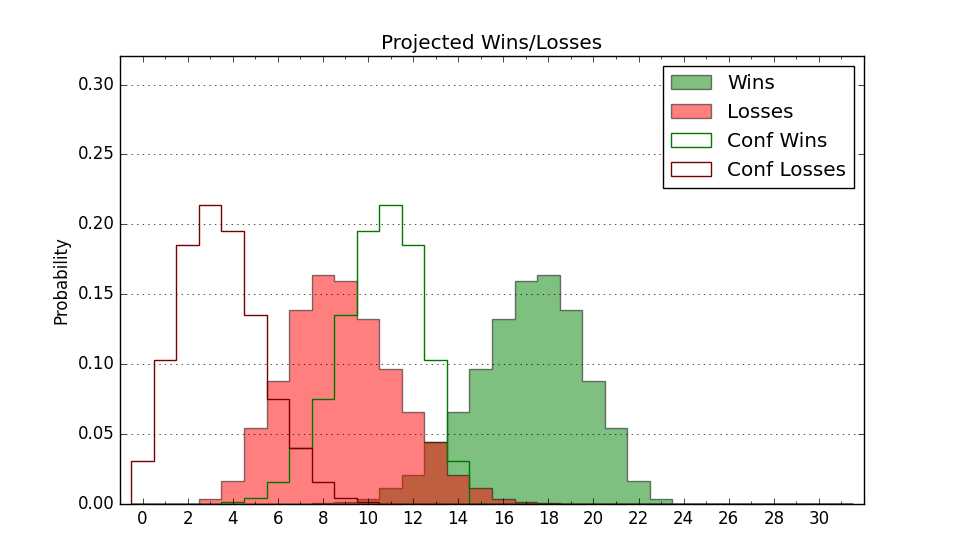 Projected Wins/Losses
Probability
0.30
0.25
0.20
0.15
0.10
0.05
0.00
0 2 4 6 8 10 12 14 16 18 20 22 24 26 28 30
Wins
Losses
Conf Wins
Conf Losses